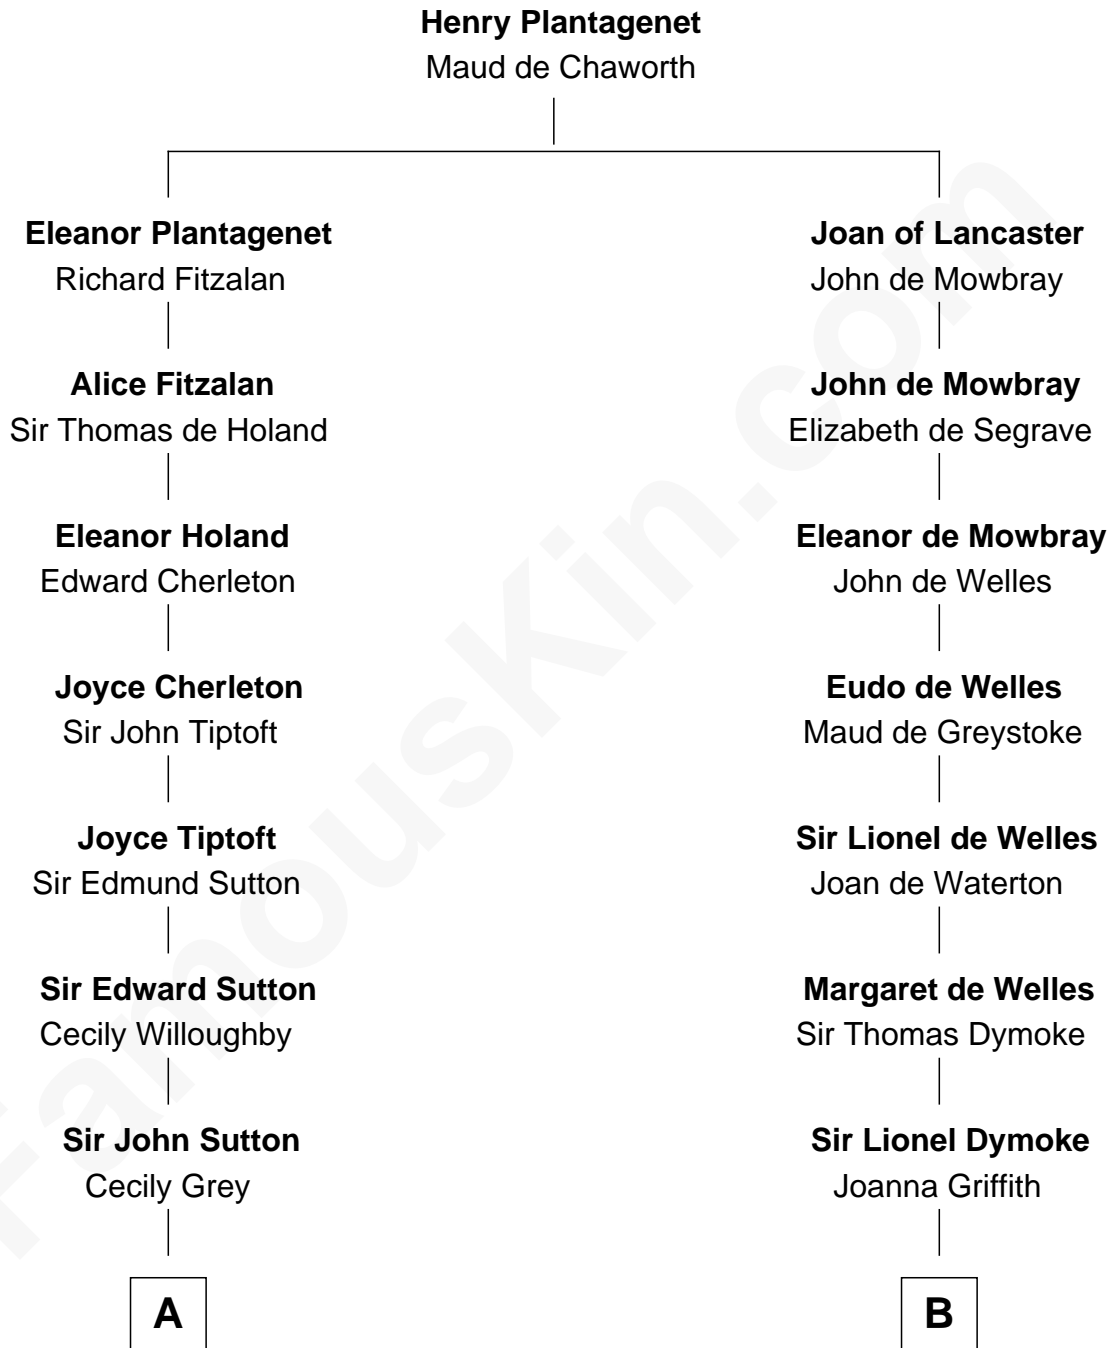 Henry Plantagenet
Maud de Chaworth
Eleanor Plantagenet
Richard Fitzalan
Joan of Lancaster
John de Mowbray
Alice Fitzalan
Sir Thomas de Holand
John de Mowbray
Elizabeth de Segrave
Eleanor Holand
Edward Cherleton
Eleanor de Mowbray
John de Welles
Joyce Cherleton
Sir John Tiptoft
Eudo de Welles
Maud de Greystoke
Joyce Tiptoft
Sir Edmund Sutton
Sir Lionel de Welles
Joan de Waterton
Sir Edward Sutton
Cecily Willoughby
Margaret de Welles
Sir Thomas Dymoke
Sir John Sutton
Cecily Grey
Sir Lionel Dymoke
Joanna Griffith
A
B
FamousKin.com